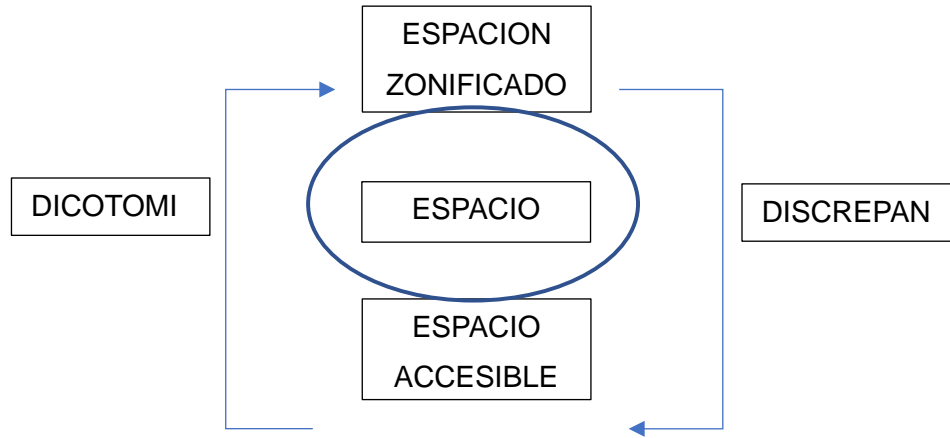 ESPACION
ZONIFICADO
DICOTOMI
ESPACIO
DISCREPAN
ESPACIO
ACCESIBLE